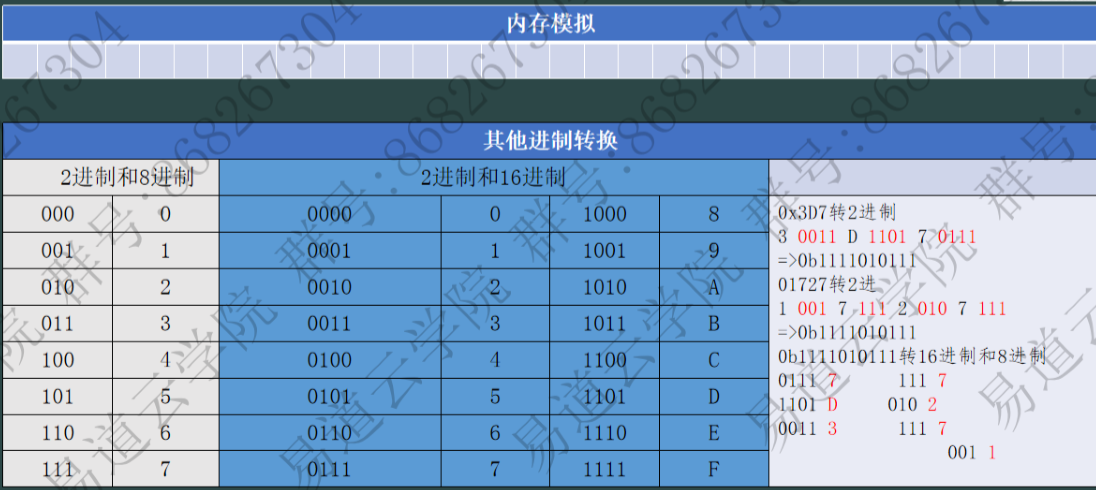 内存模拟
其他进制转换
2进制和8进制 2进制和16进制
000 0 0000 0 1000 8
001 1 0001 1 1001 9
010 2 0010 2 1010 A
011 3 0011 3 1011 B
100 4 0100 4 1100 C
101 5 0101 5 1101 D
110 6 0110 6 1110 E
111 7 0111 7 1111 F
0x3D7转2进制
3 0011 D 1101 7 0111
=>0b1111010111
01727转2进
1 001 7 111 2 010 7 111
=>0b1111010111
0b1111010111转16进制和8进制
0111 7 111 7
1101 D 010 2
0011 3 111 7
001 1
易道云学院 群号:868267304